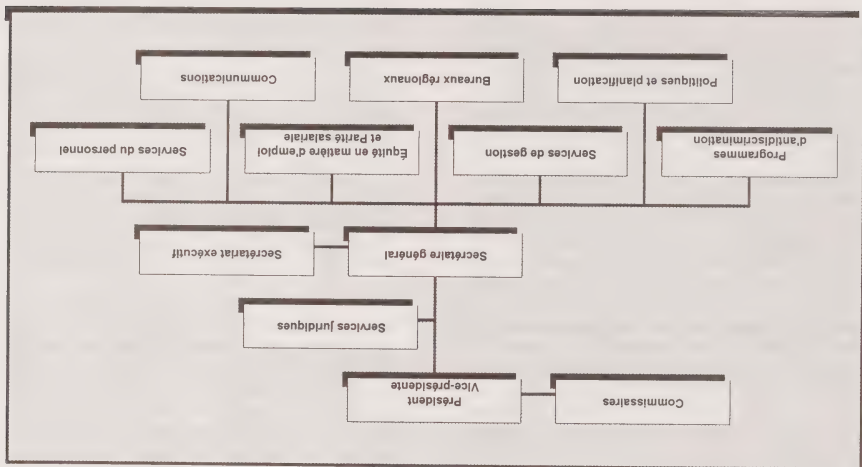 Commissaires
Président
Vice-présidente
Services juridiques
Secrétaire général
Secrétariat exécutif
Programmes
d'antidiscrimination
Services de gestion
Équité en matière d'emploi
et Parité salariale
Services du personnel
Politiques et planification
Bureaux régionaux
Communications